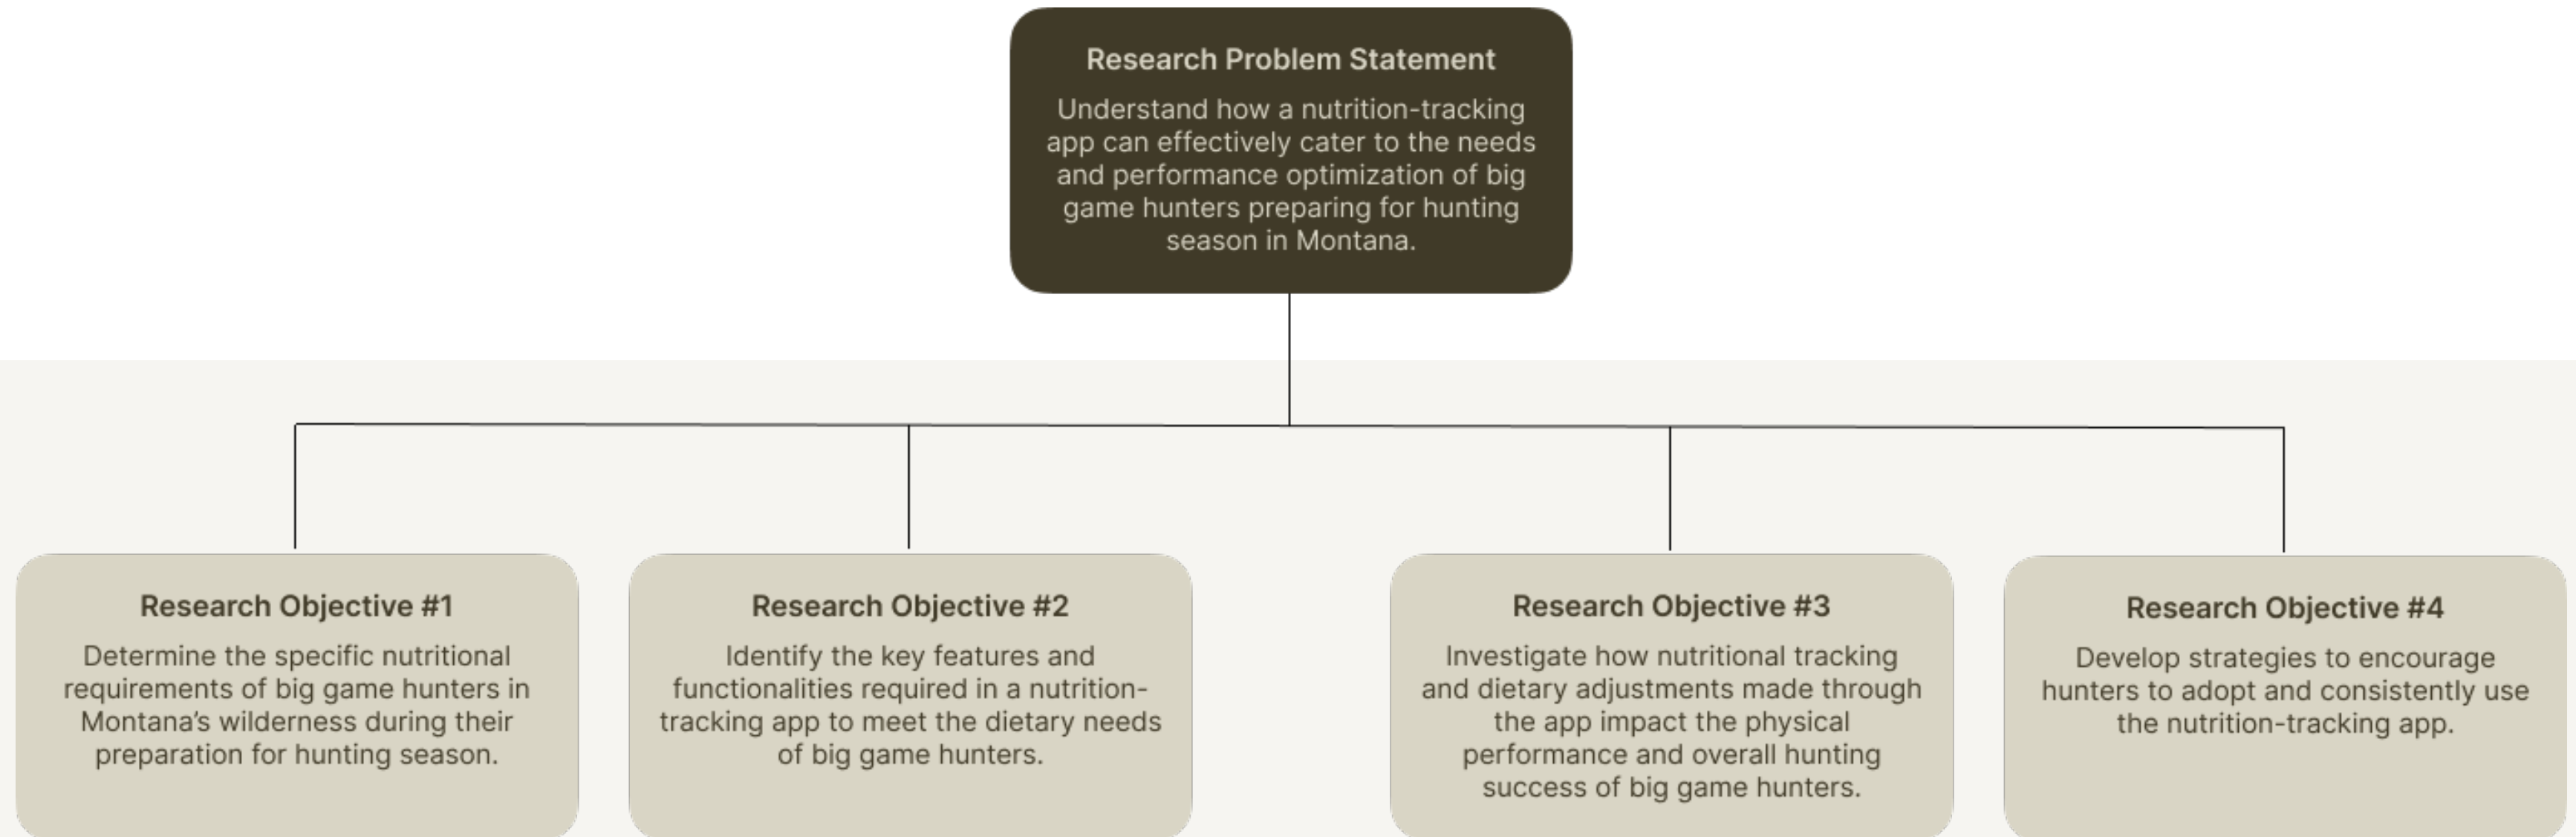 Research Problem Statement
Understand how a nutrition-tracking
app can effectively cater to the needs
and performance optimization of big
game hunters preparing for hunting
season in Montana.
Research Objective #1
Determine the specific nutritional
requirements of big game hunters in
Montana’s wilderness during their
preparation for hunting season.
Research Objective #2
Identify the key features and
functionalities required in a nutrition-
tracking app to meet the dietary needs
of big game hunters.
Research Objective #3
Investigate how nutritional tracking
and dietary adjustments made through
the app impact the physical
performance and overall hunting
success of big game hunters.
Research Objective #4
Develop strategies to encourage
hunters to adopt and consistently use
the nutrition-tracking app.